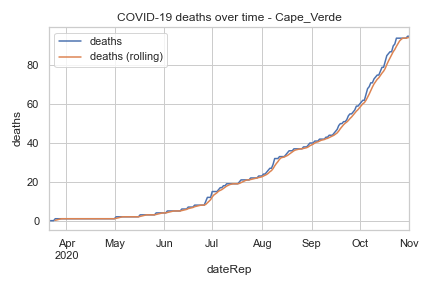 COVID-19 deaths over time - Cape_Verde
deaths
deaths (rolling)
deaths
80
60
40
20
0
Apr May Jun Jul Aug Sep Oct Nov
2020
dateRep